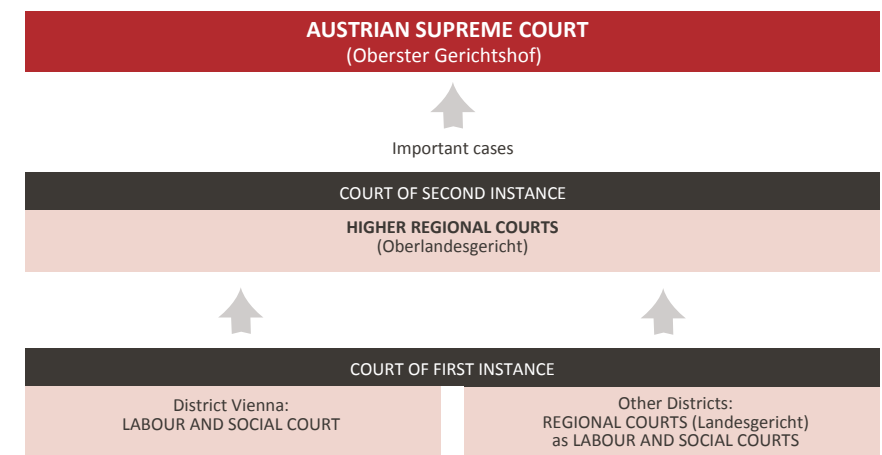 AUSTRIAN SUPREME COURT
(Oberster Gerichtshof)
Important cases
COURT OF SECOND INSTANCE
HIGHER REGIONAL COURTS
(Oberlandesgericht)
COURT OF FIRST INSTANCE
District Vienna:
LABOUR AND SOCIAL COURT
Other Districts:
REGIONAL COURTS (Landesgericht)
as LABOUR AND SOCIAL COURTS